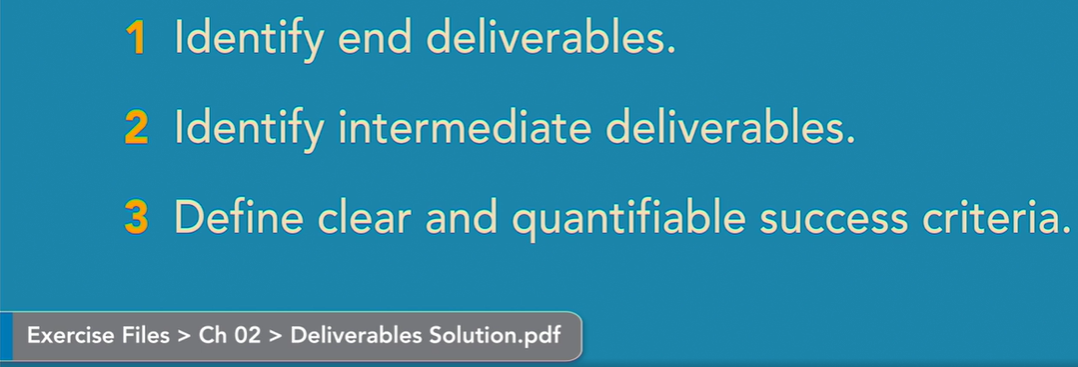 1 Identify end deliverables.
2 Identify intermediate deliverables.
3 Define clear and quantifiable success criteria.
Exercise Files > Ch 02 > Deliverables Solution.pdf